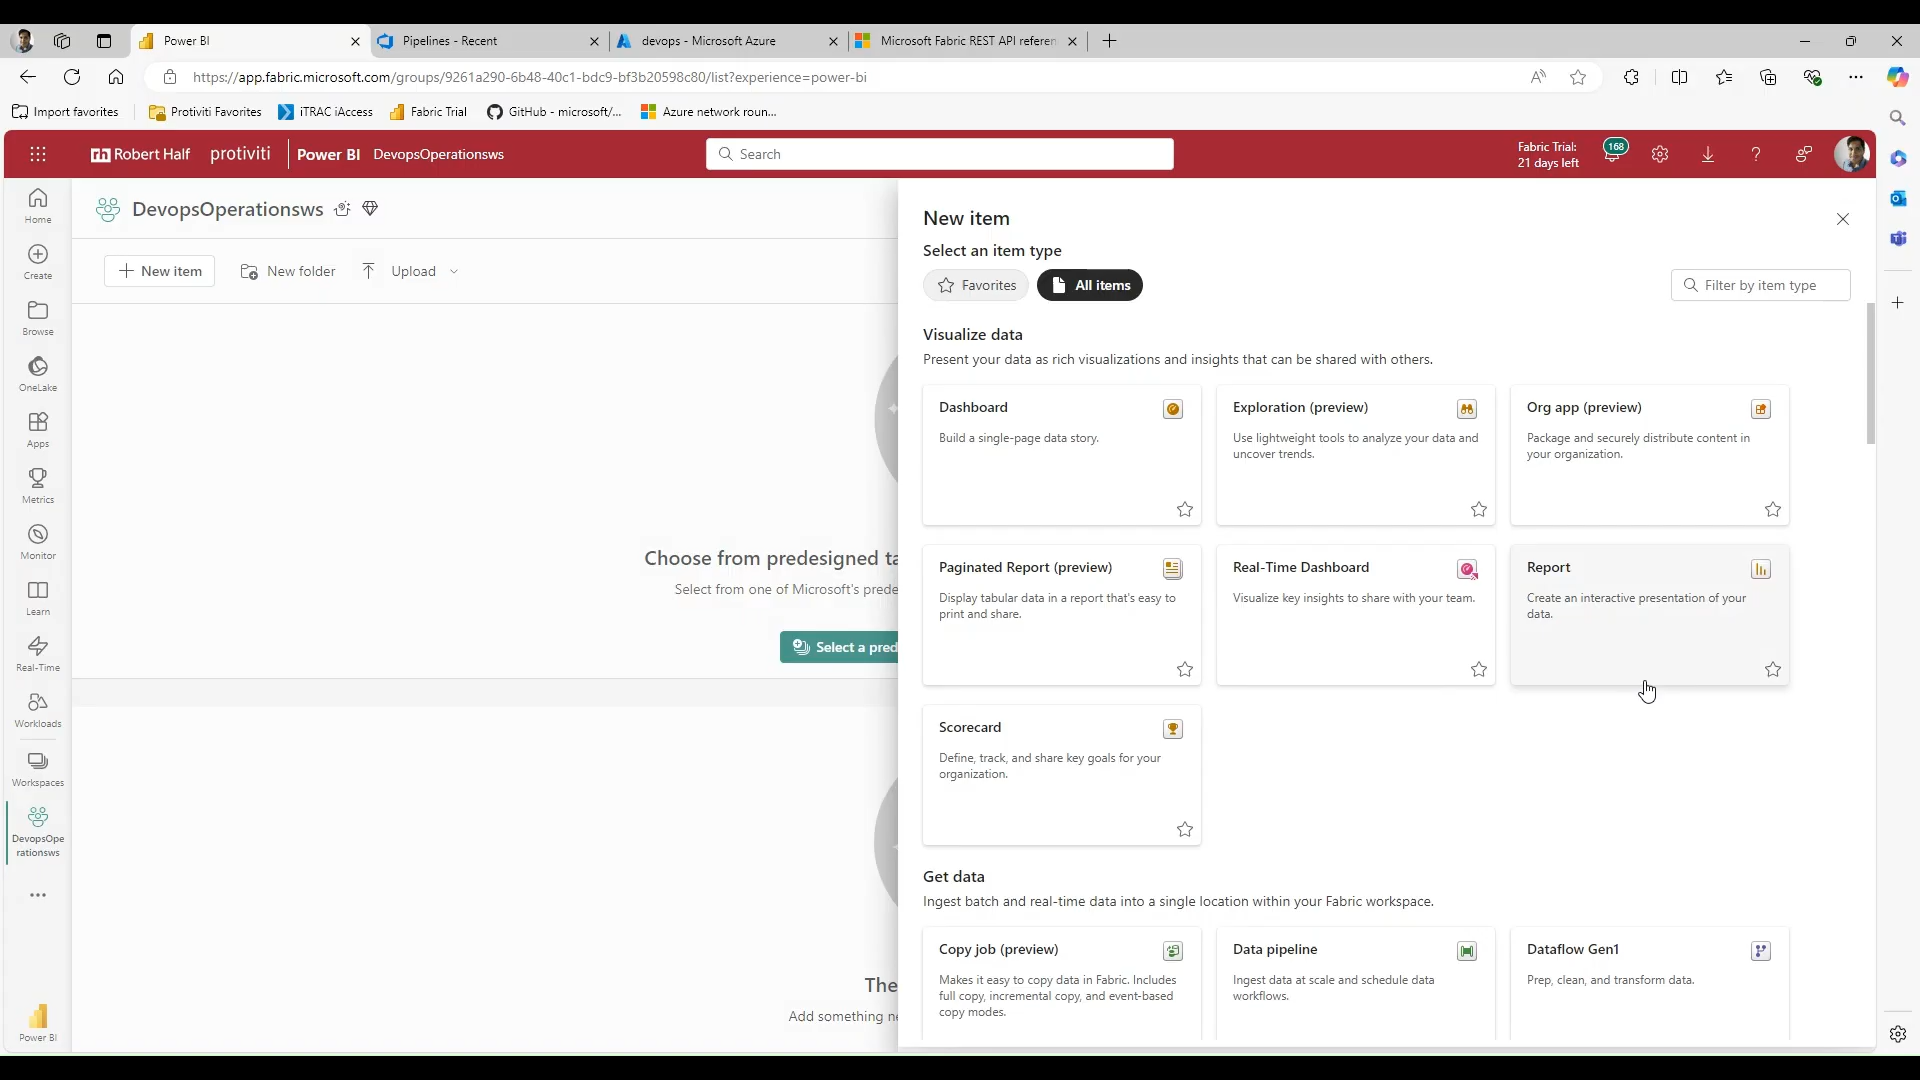 Power BI
Pipelines - Recent
devops - Microsoft Azure
Microsoft Fabric REST API referen
https://app.fabric.microsoft.com/groups/9261a290-6b48-40c1-bdc9-bf3b20598c80/list?experience=power-bi
Import favorites
Protiviti Favorites
iTRAC iAccess
Fabric Trial
GitHub - microsoft/...
Azure network roun...
rh Robert Half protiviti
Power BI DevopsOperationsws
Search
Fabric Trial:
21 days left
168
Home
Create
Browse
OneLake
Apps
Metrics
Monitor
Learn
Real-Time
Workloads
Workspaces
DevopsOpe
rationsws
Power BI
DevopsOperationsws
New item
New folder
Upload
Choose from predesigned ta
Select from one of Microsoft's prede
Select a pred
The
Add something ne
New item
Select an item type
Favorites
All items
Filter by item type
Visualize data
Present your data as rich visualizations and insights that can be shared with others.
Dashboard
Build a single-page data story.
Exploration (preview)
Use lightweight tools to analyze your data and
uncover trends.
Org app (preview)
Package and securely distribute content in
your organization.
Paginated Report (preview)
Display tabular data in a report that's easy to
print and share.
Real-Time Dashboard
Visualize key insights to share with your team.
Report
Create an interactive presentation of your
data.
Scorecard
Define, track, and share key goals for your
organization.
Get data
Ingest batch and real-time data into a single location within your Fabric workspace.
Copy job (preview)
Makes it easy to copy data in Fabric. Includes
full copy, incremental copy, and event-based
copy modes.
Data pipeline
Ingest data at scale and schedule data
workflows.
Dataflow Gen1
Prep, clean, and transform data.